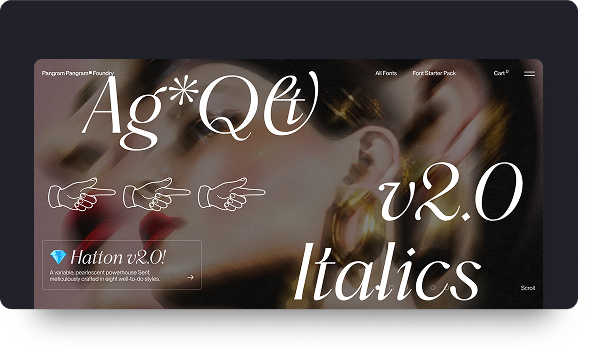 Pangram Pangram® Foundry
All Fonts
Font Starter Pack
Cart 0
Ag*Q&t)
v2.0
Italics
Hatton v2.0!
A variable, pearlescent powerhouse Serif,
meticulously crafted in eight well-to-do styles.
Scroll